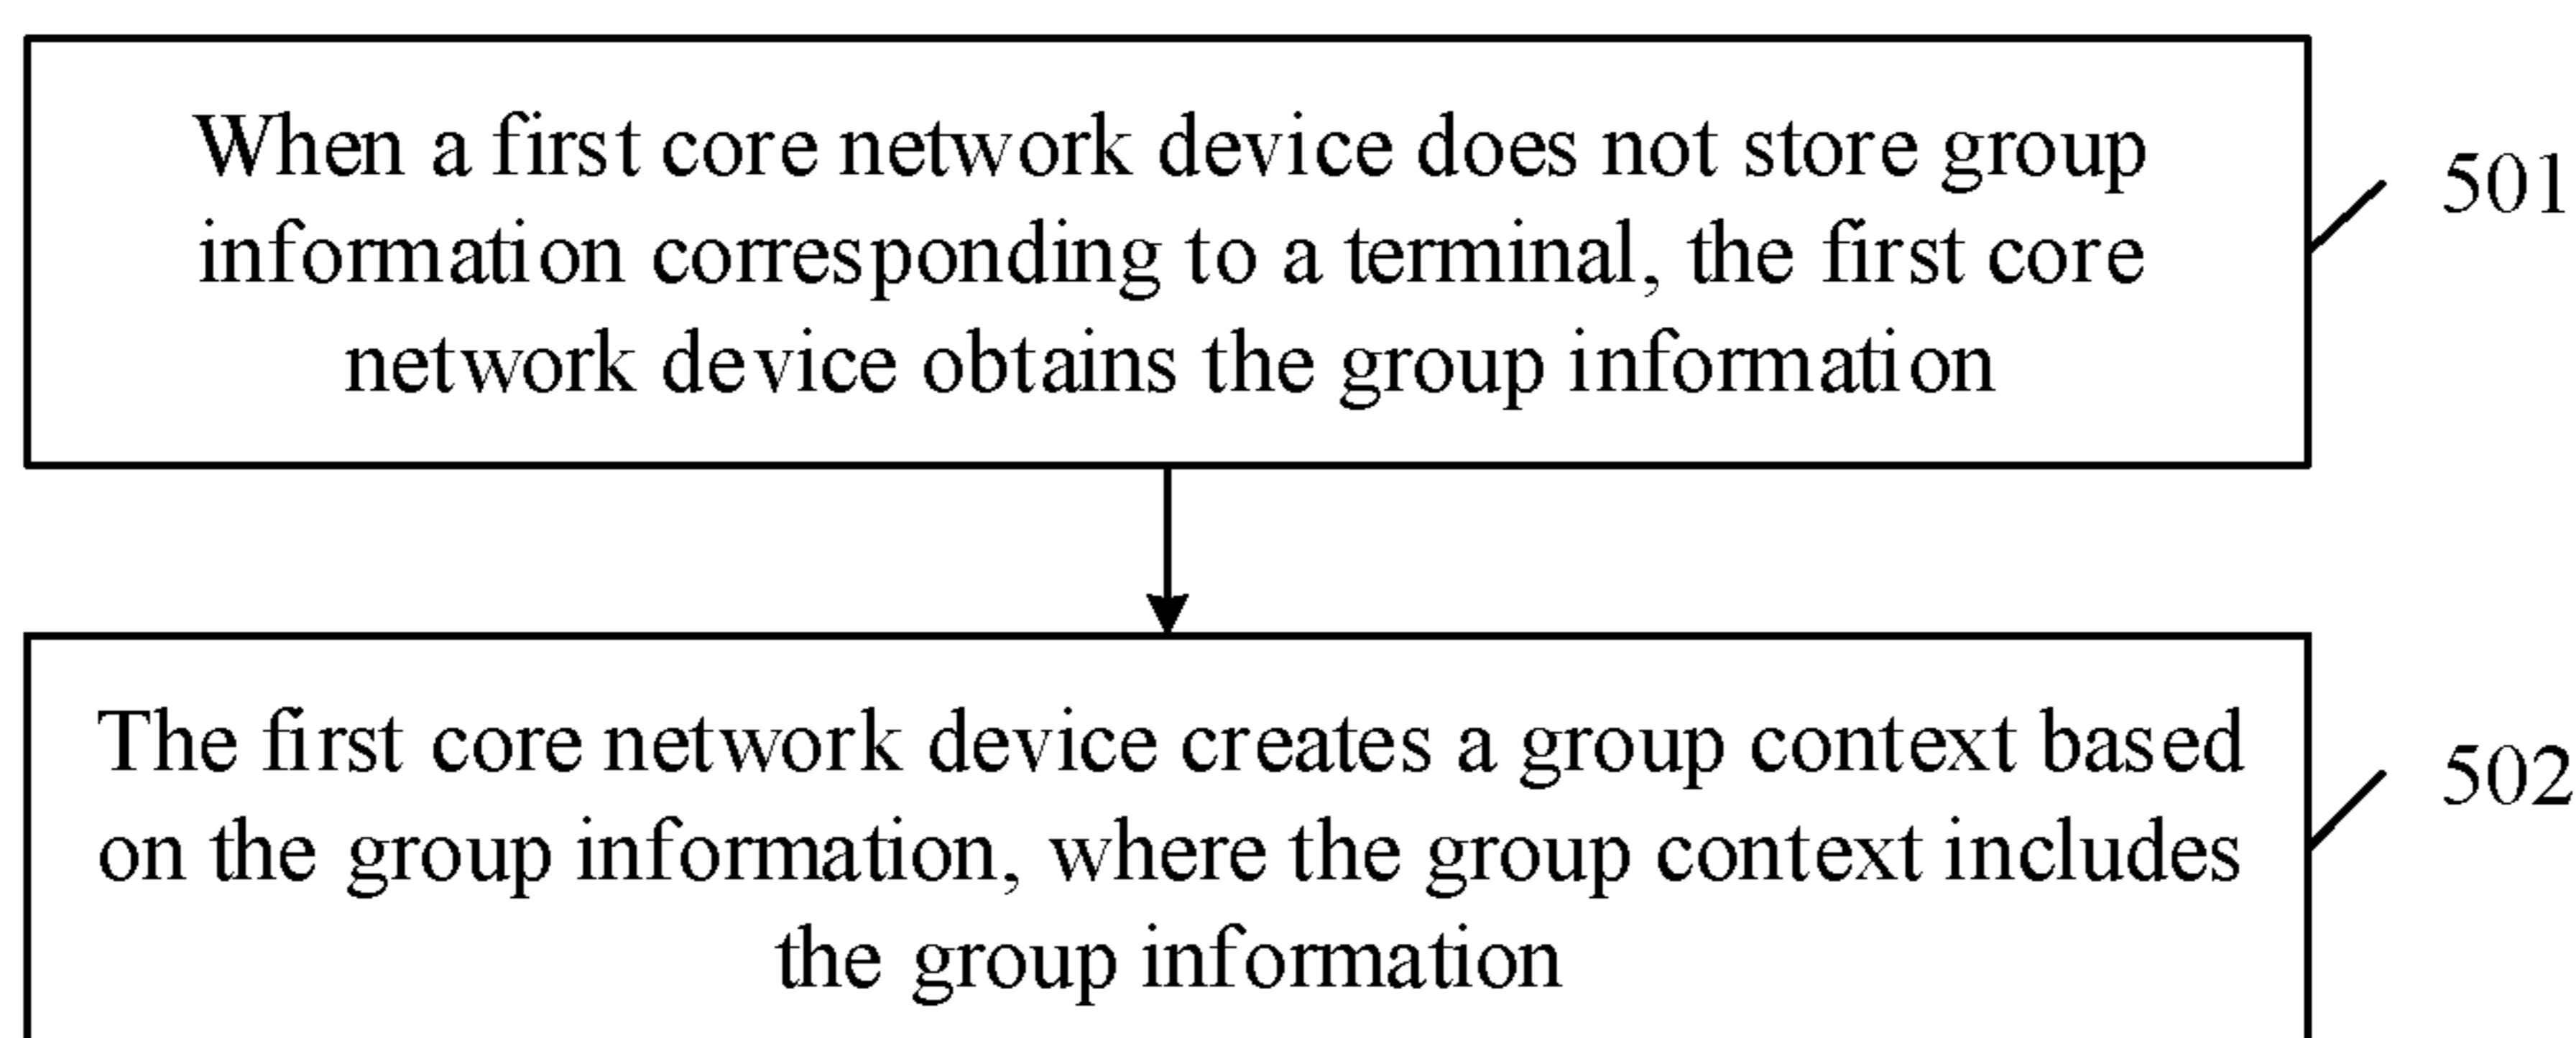 When a first core network device does not store group
information corresponding to a terminal, the first core
network device obtains the group information
501
The first core network device creates a group context based
on the group information, where the group context includes
the group information
502